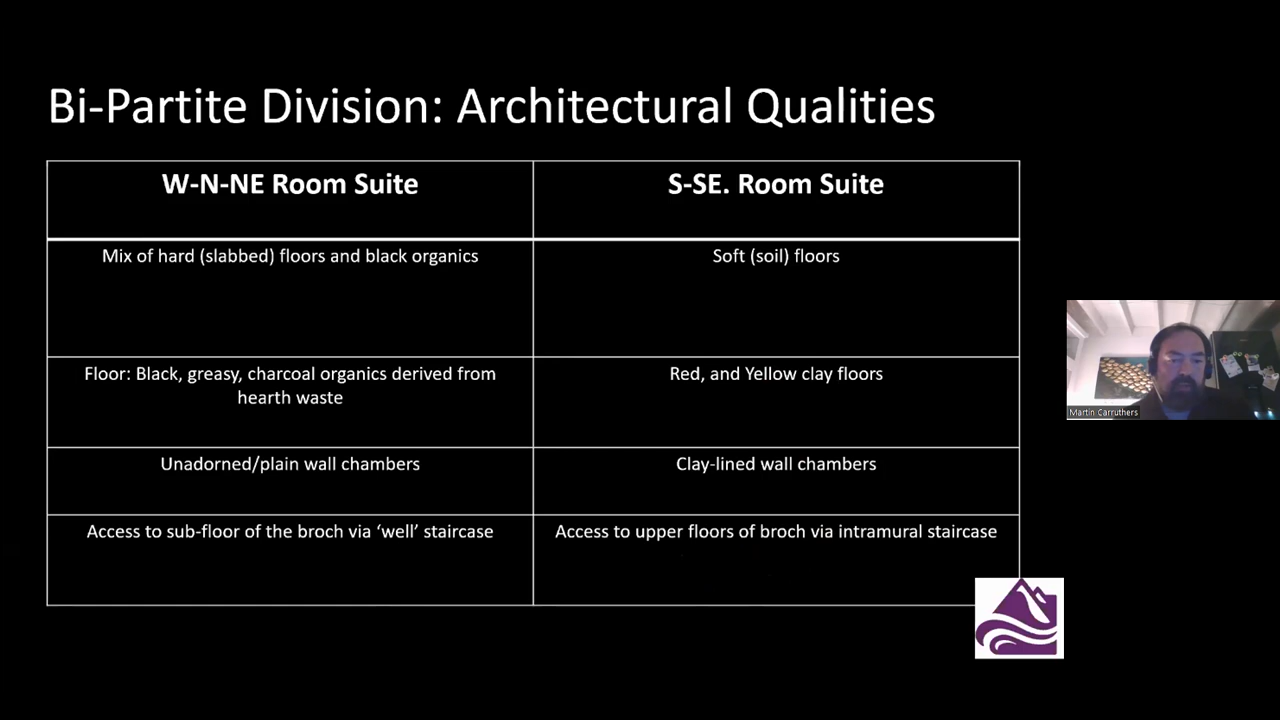 Bi-Partite Division: Architectural Qualities
W-N-NE Room Suite
S-SE. Room Suite
Mix of hard (slabbed) floors and black organics
Soft (soil) floors
Floor: Black, greasy, charcoal organics derived from
hearth waste
Red, and Yellow clay floors
Unadorned/plain wall chambers
Clay-lined wall chambers
Access to sub-floor of the broch via ‘well’ staircase
Access to upper floors of broch via intramural staircase
Martin Carruthers